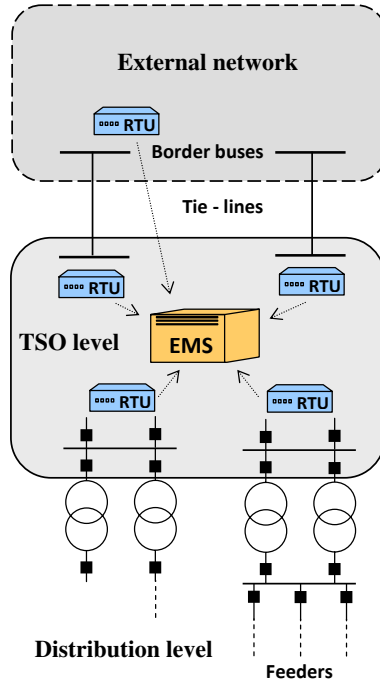 External network
RTU
Border buses
Tie - lines
RTU
RTU
TSO level
EMS
RTU
RTU
Distribution level
Feeders